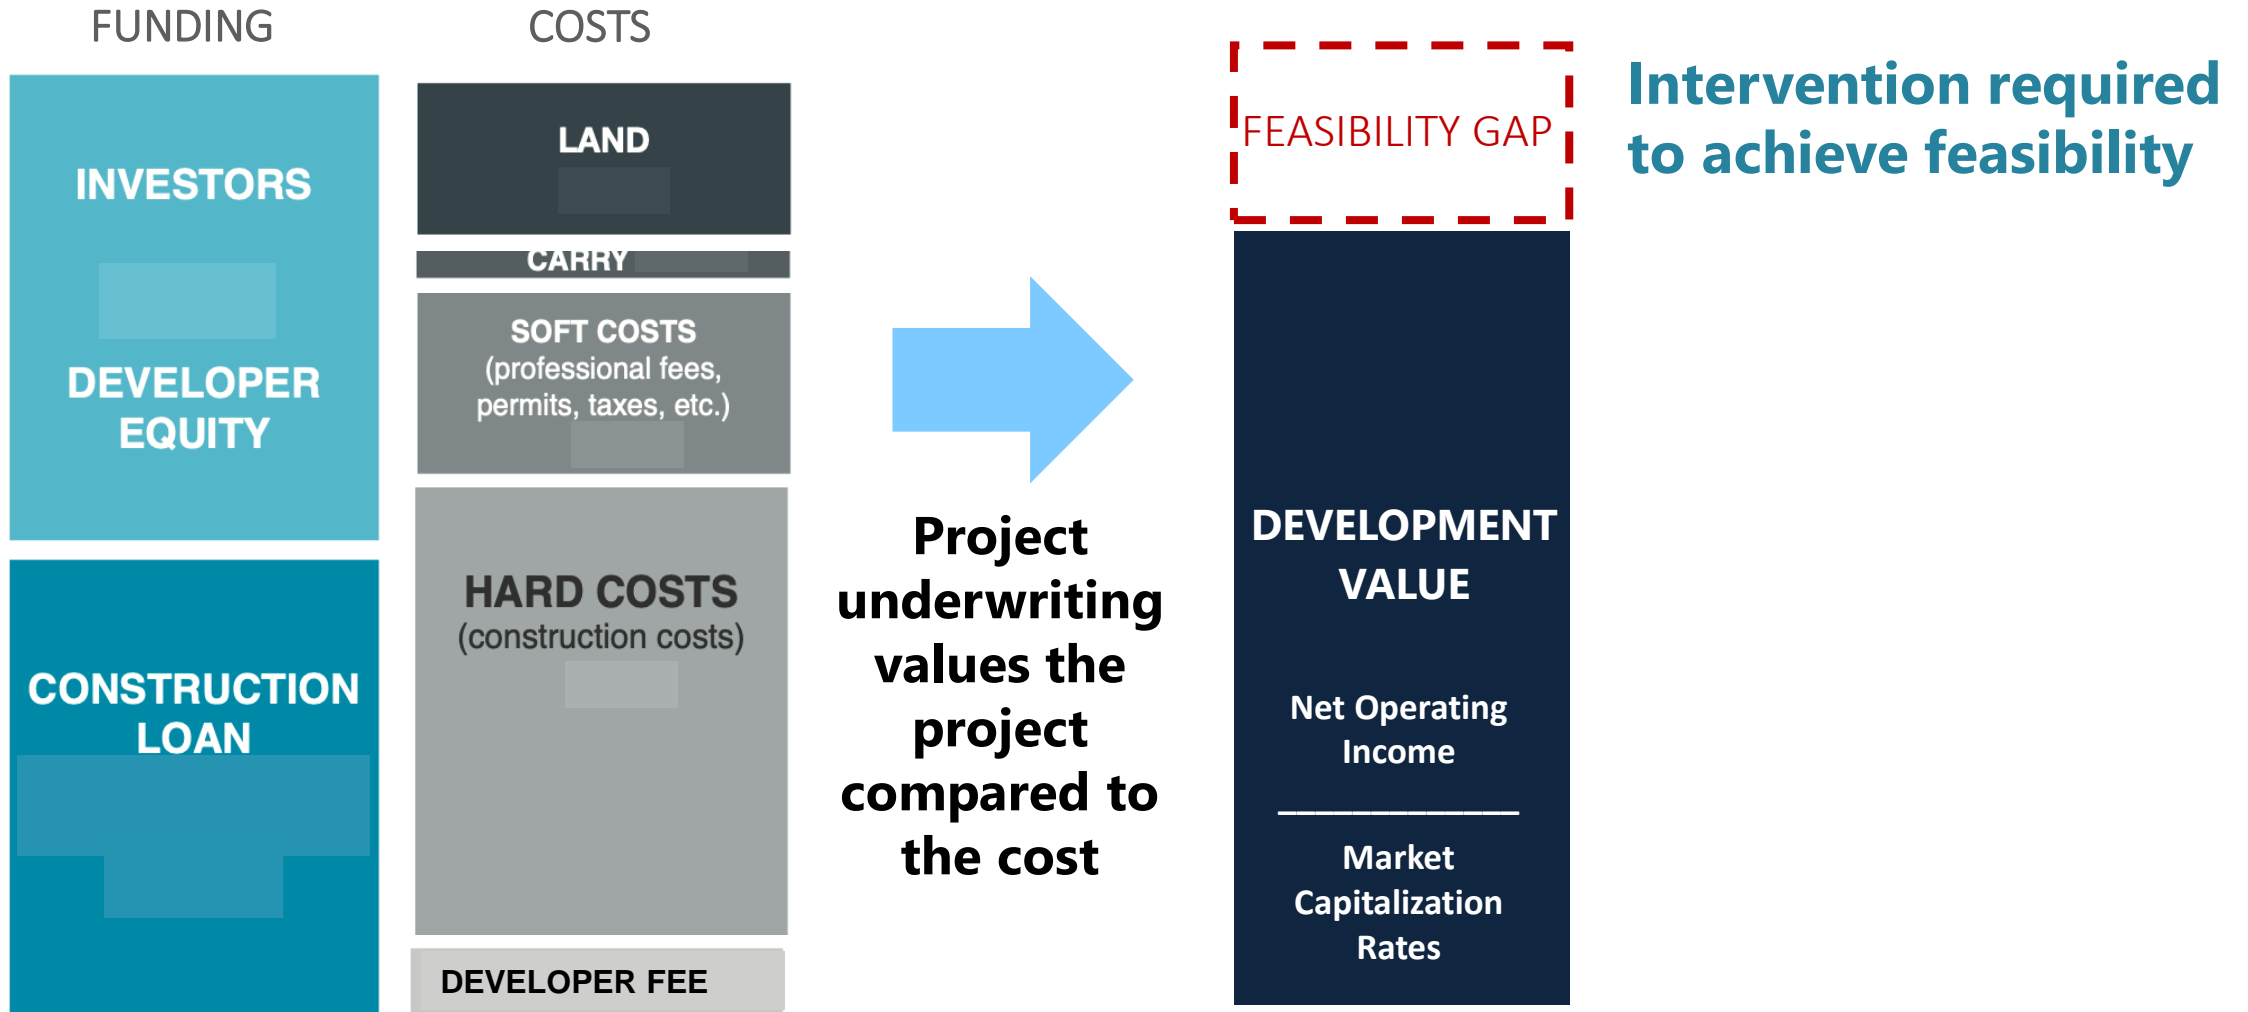 FUNDING
INVESTORS
DEVELOPER
EQUITY
CONSTRUCTION
LOAN
COSTS
LAND
CARRY
SOFT COSTS
(professional fees,
permits, taxes, etc.)
HARD COSTS
(construction costs)
DEVELOPER FEE
Project
underwriting
values the
project
compared to
the cost
FEASIBILITY GAP
DEVELOPMENT
VALUE
Net Operating
Income
Market
Capitalization
Rates
Intervention required
to achieve feasibility